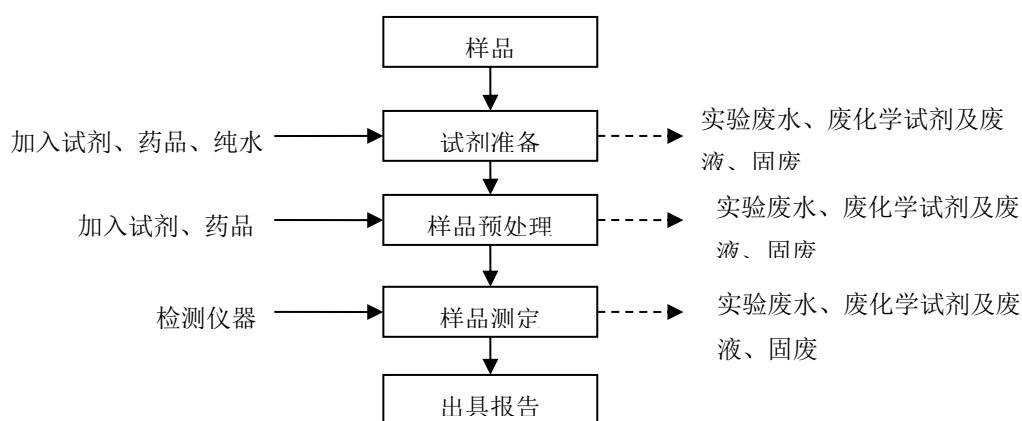 样品
加入试剂、药品、纯水
试剂准备
实验废水、废化学试剂及废
液、固废
加入试剂、药品
样品预处理
实验废水、废化学试剂及废
液、固废
检测仪器
样品测定
实验废水、废化学试剂及废
液、固废
出具报告